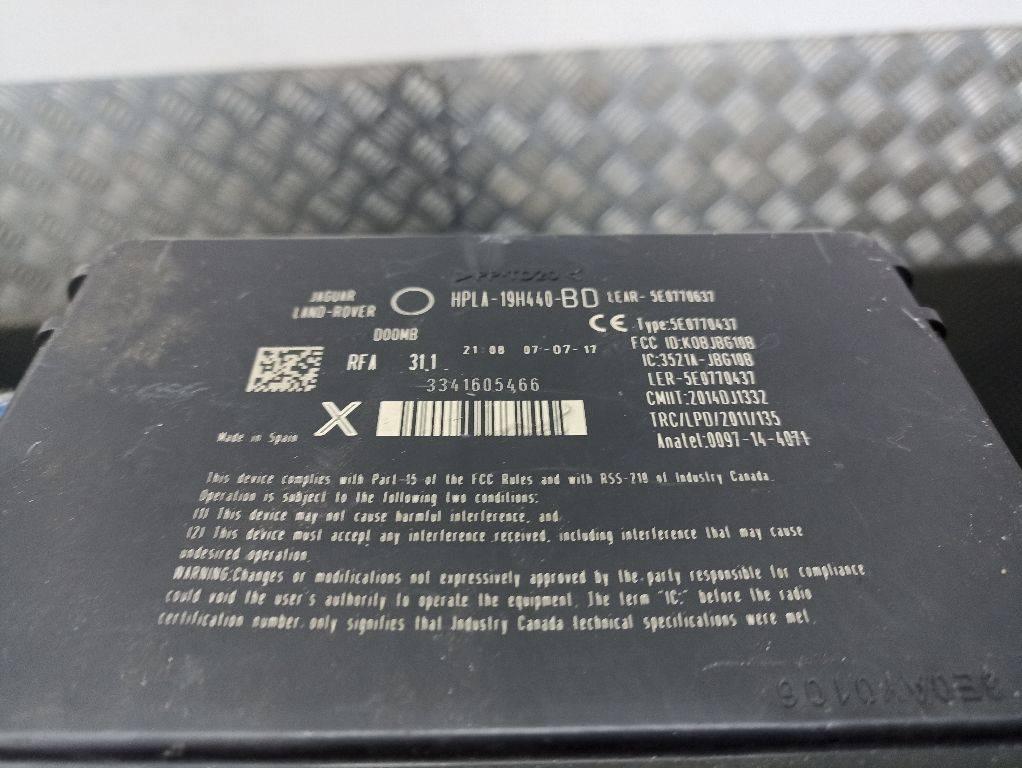 >PP-TD20<
JAGUAR
LAND-ROVER
HPLA-19H440-BD LEAR- 5E0770637
D00MB
CE Type:5E0770437
21:08 07-07-17
FCC ID:KOBJBG10B
RFA 31.1
IC:3521A-JBG10B
3341605466
LER-5E0770437
CMIIT:2014DJ1332
X
TRC/LPD/2011/135
Made in Spain
Anatel:0097-14-4071
This device complies with Part-15 of the FCC Rules and with RSS-210 of Industry Canada.
Operation is subject to the following two conditions:
(1) This device may not cause harmful interference, and
(2) This device must accept any interference received, including interference that may cause
undesired operation.
WARNING:Changes or modifications not expressively approved by the party responsible for compliance
could void the user's authority to operate the equipment. The term "IC:" before the radio
certification number only signifies that Industry Canada technical specifications were met.